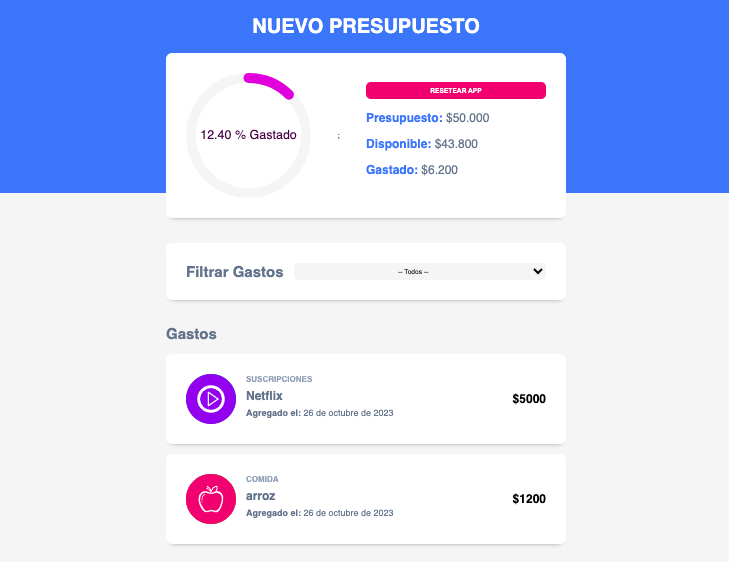 NUEVO PRESUPUESTO
12.40 % Gastado
;
RESETEAR APP
Presupuesto: $50.000
Disponible: $43.800
Gastado: $6.200
Filtrar Gastos
-- Todos --
Gastos
SUSCRIPCIONES
Netflix
Agregado el: 26 de octubre de 2023
$5000
COMIDA
arroz
Agregado el: 26 de octubre de 2023
$1200